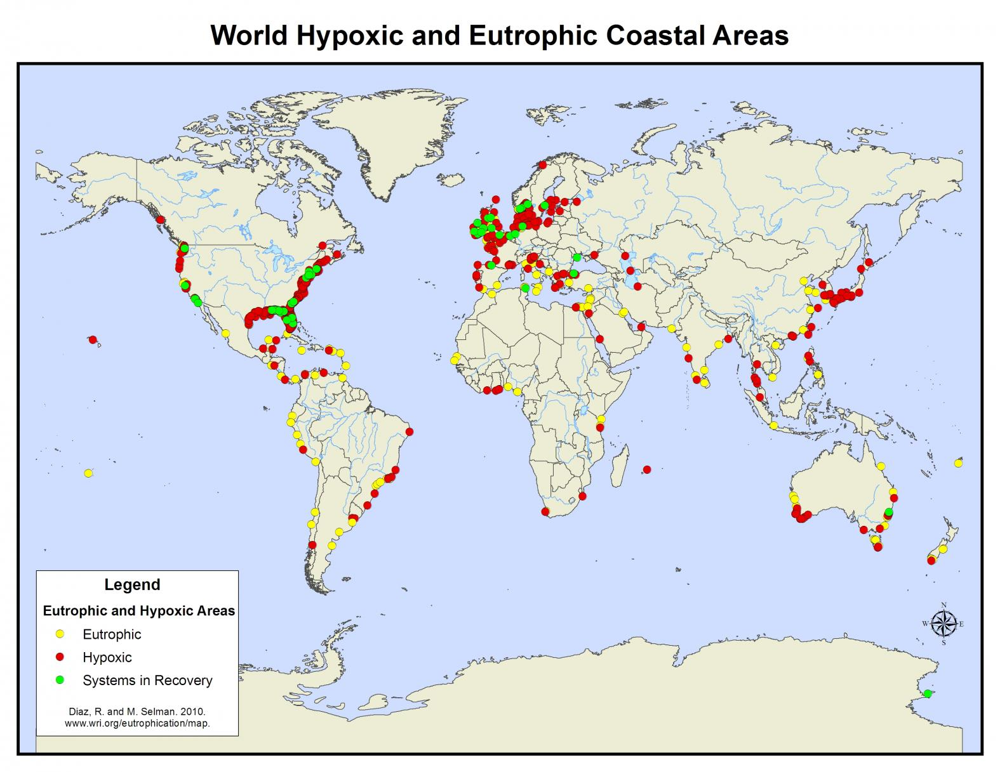 World Hypoxic and Eutrophic Coastal Areas
Legend
Eutrophic and Hypoxic Areas
Eutrophic
Hypoxic
Systems in Recovery
Diaz, R. and M. Selman. 2010.
www.wri.org/eutrophication/map.
N
W E
S